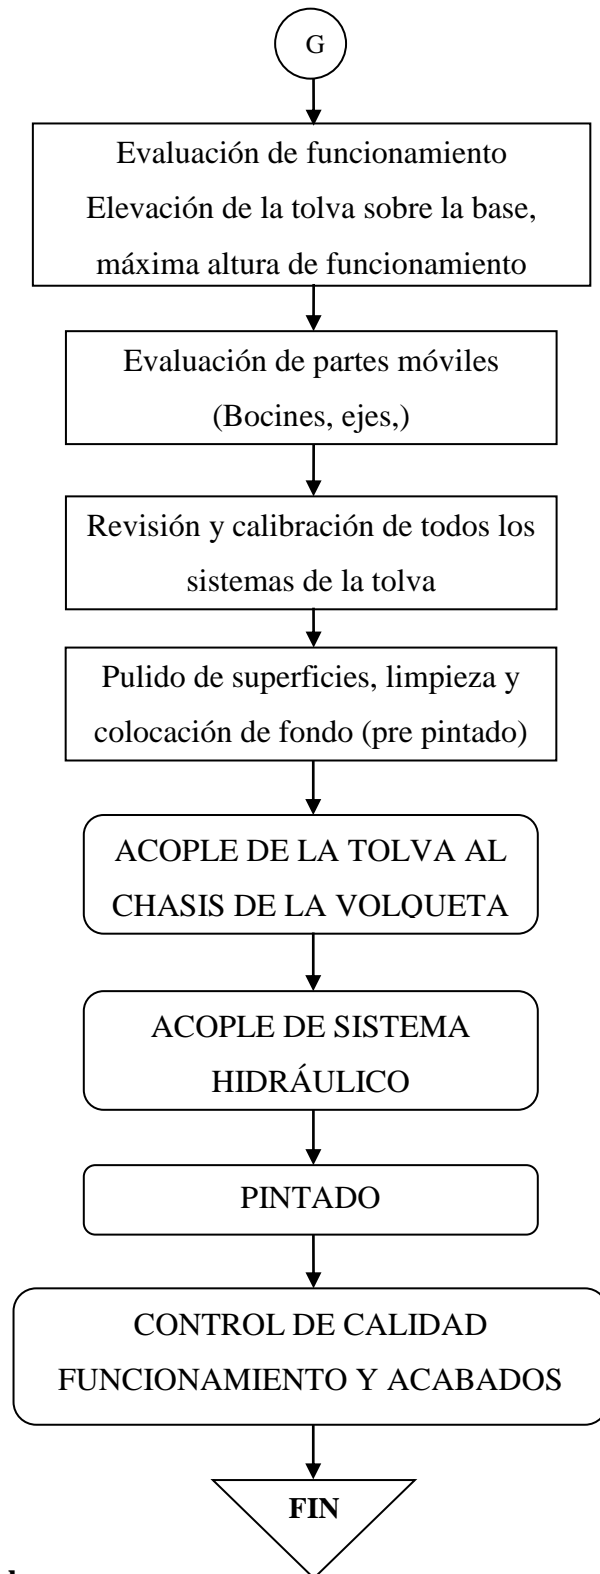 G
Evaluación de funcionamiento
Elevación de la tolva sobre la base,
máxima altura de funcionamiento
Evaluación de partes móviles
(Bocines, ejes,)
Revisión y calibración de todos los
sistemas de la tolva
Pulido de superficies, limpieza y
colocación de fondo (pre pintado)
ACOPLE DE LA TOLVA AL
CHASIS DE LA VOLQUETA
ACOPLE DE SISTEMA
HIDRÁULICO
PINTADO
CONTROL DE CALIDAD
FUNCIONAMIENTO Y ACABADOS
FIN